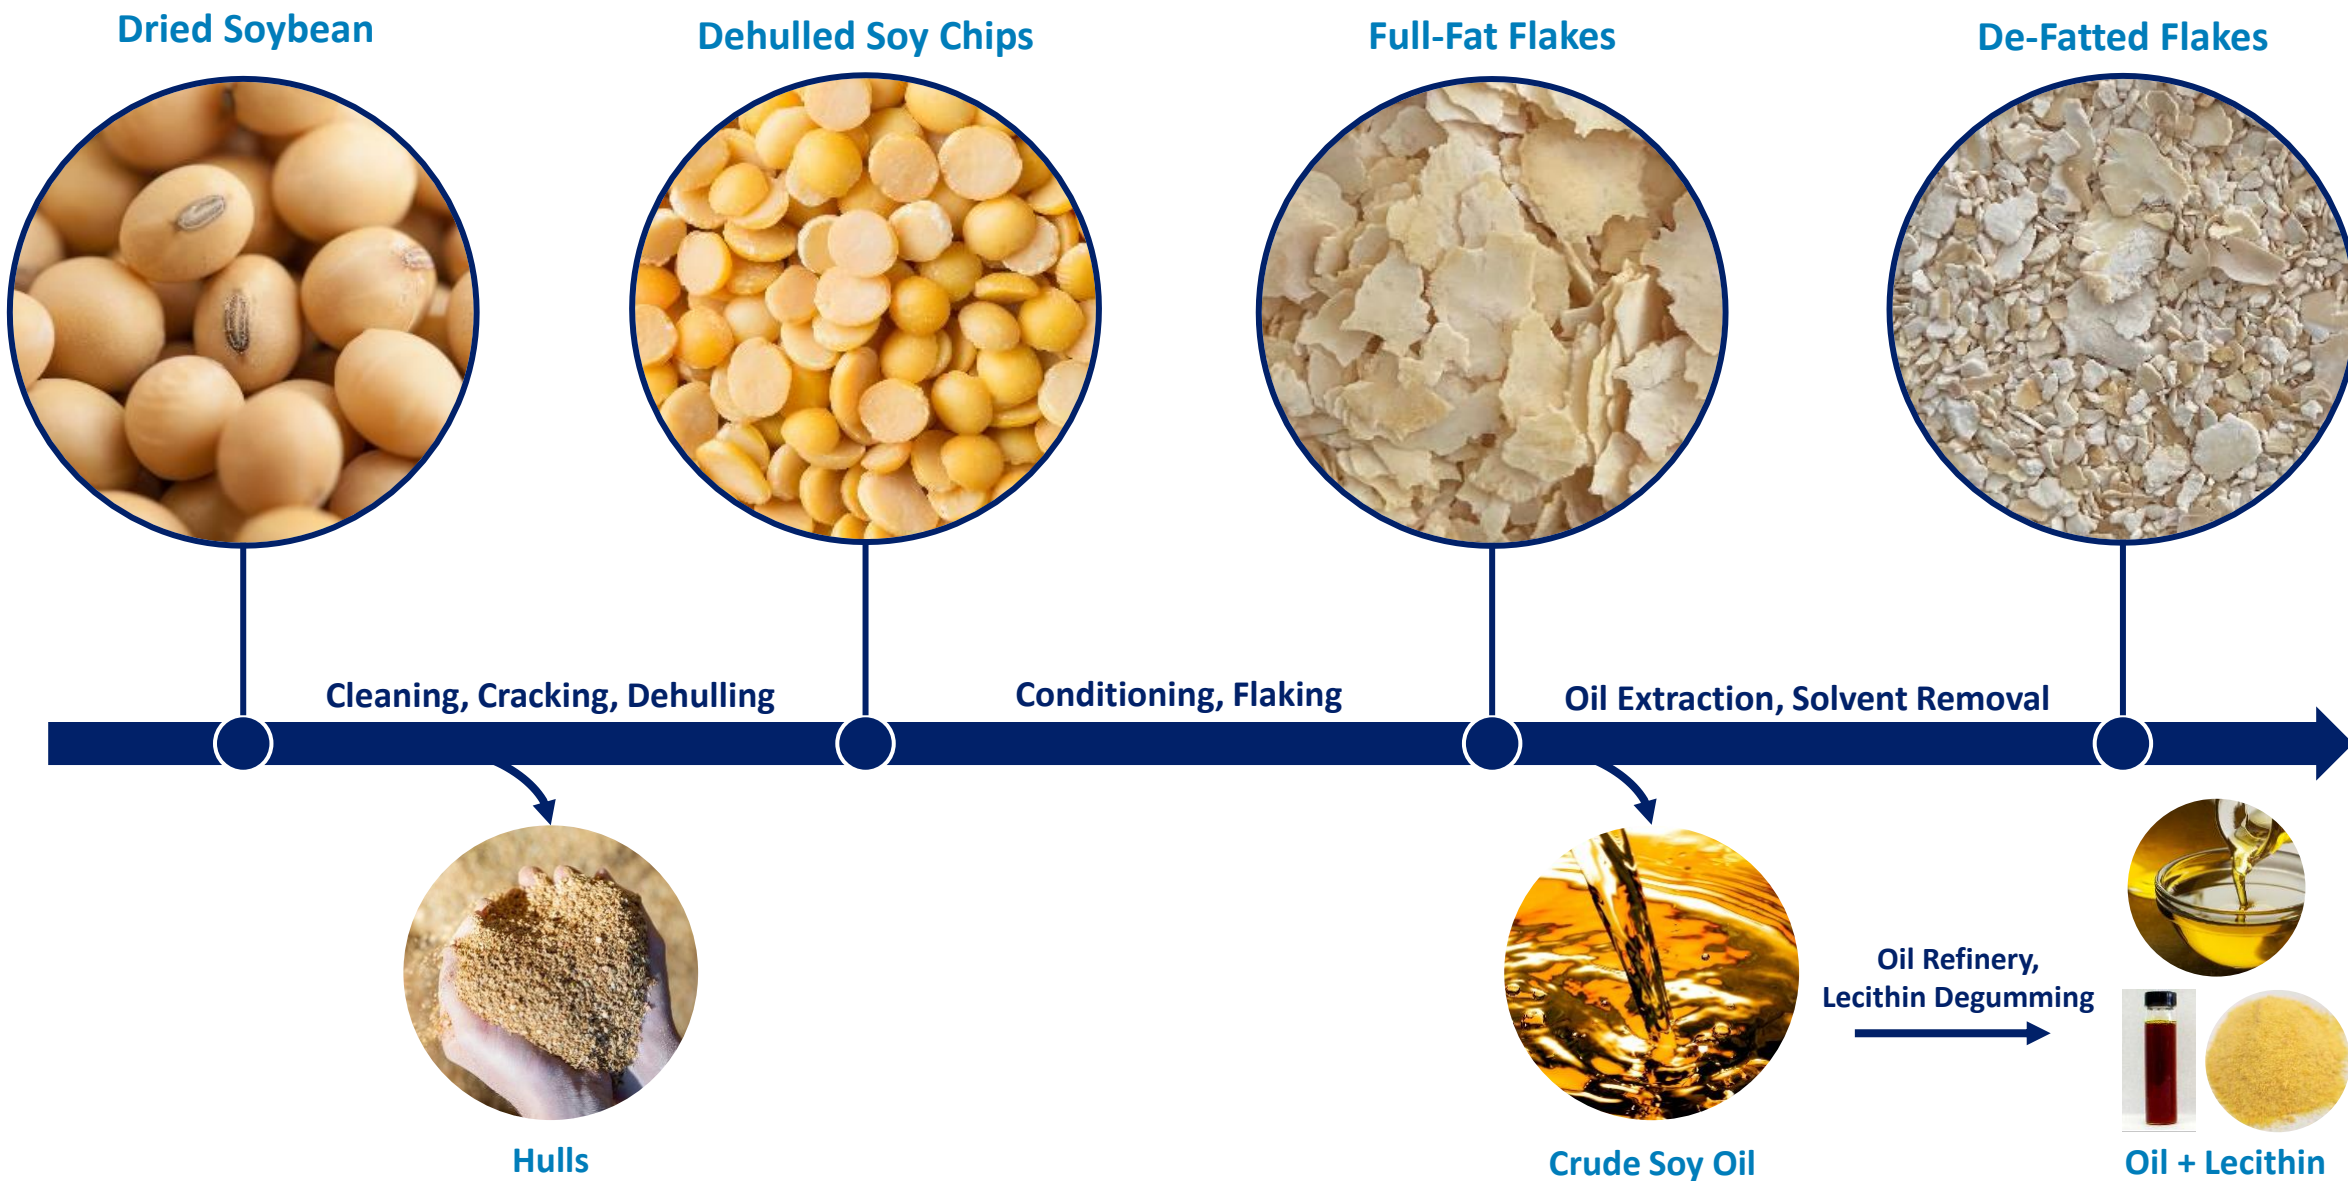 Dried Soybean
Dehulled Soy Chips
Full-Fat Flakes
De-Fatted Flakes
Cleaning, Cracking, Dehulling
Conditioning, Flaking
Oil Extraction, Solvent Removal
Oil Refinery,
Lecithin Degumming
Hulls
Crude Soy Oil
Oil + Lecithin